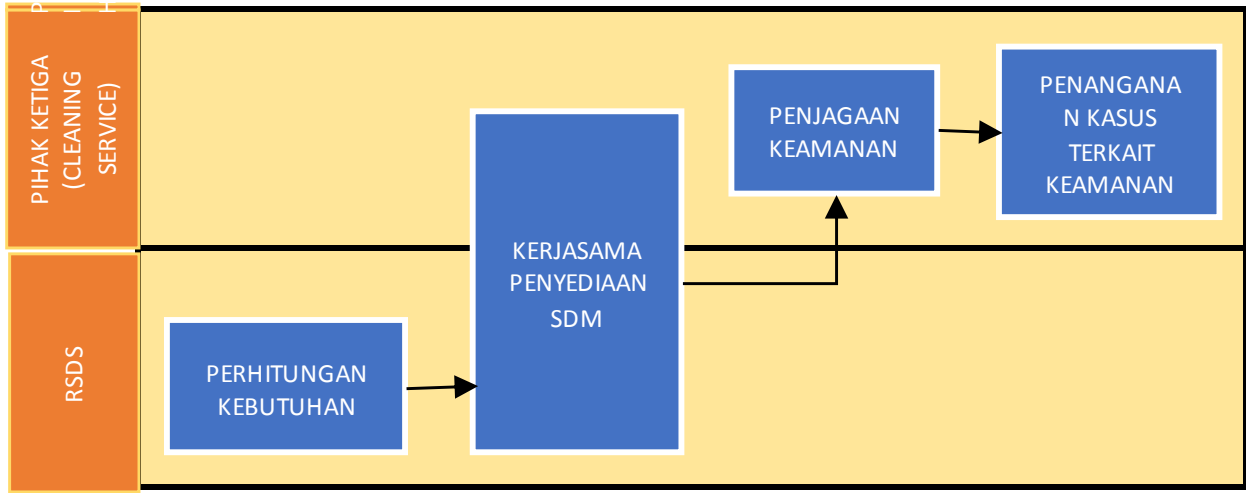 PIHAK KETIGA
(CLEANING
SERVICE)
PENJAGAAN
KEAMANAN
PENANGANA
N KASUS
TERKAIT
KEAMANAN
KERJASAMA
PENYEDIAAN
SDM
RSDS
PERHITUNGAN
KEBUTUHAN